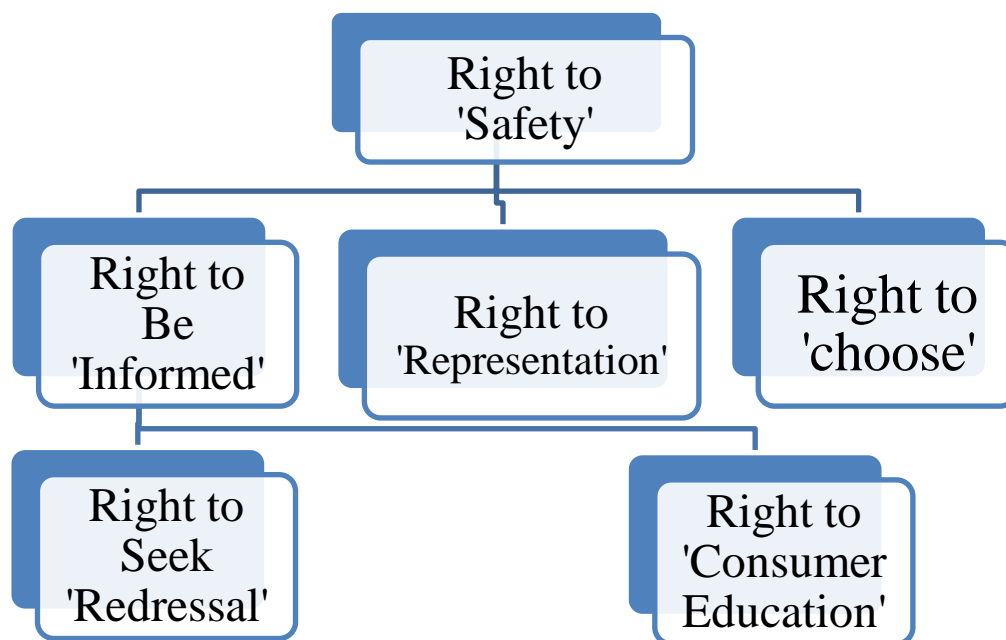 Right to
'Safety'
Right to
Be
'Informed'
Right to
'Representation'
Right to
'choose'
Right to
Seek
'Redressal'
Right to
'Consumer
Education'